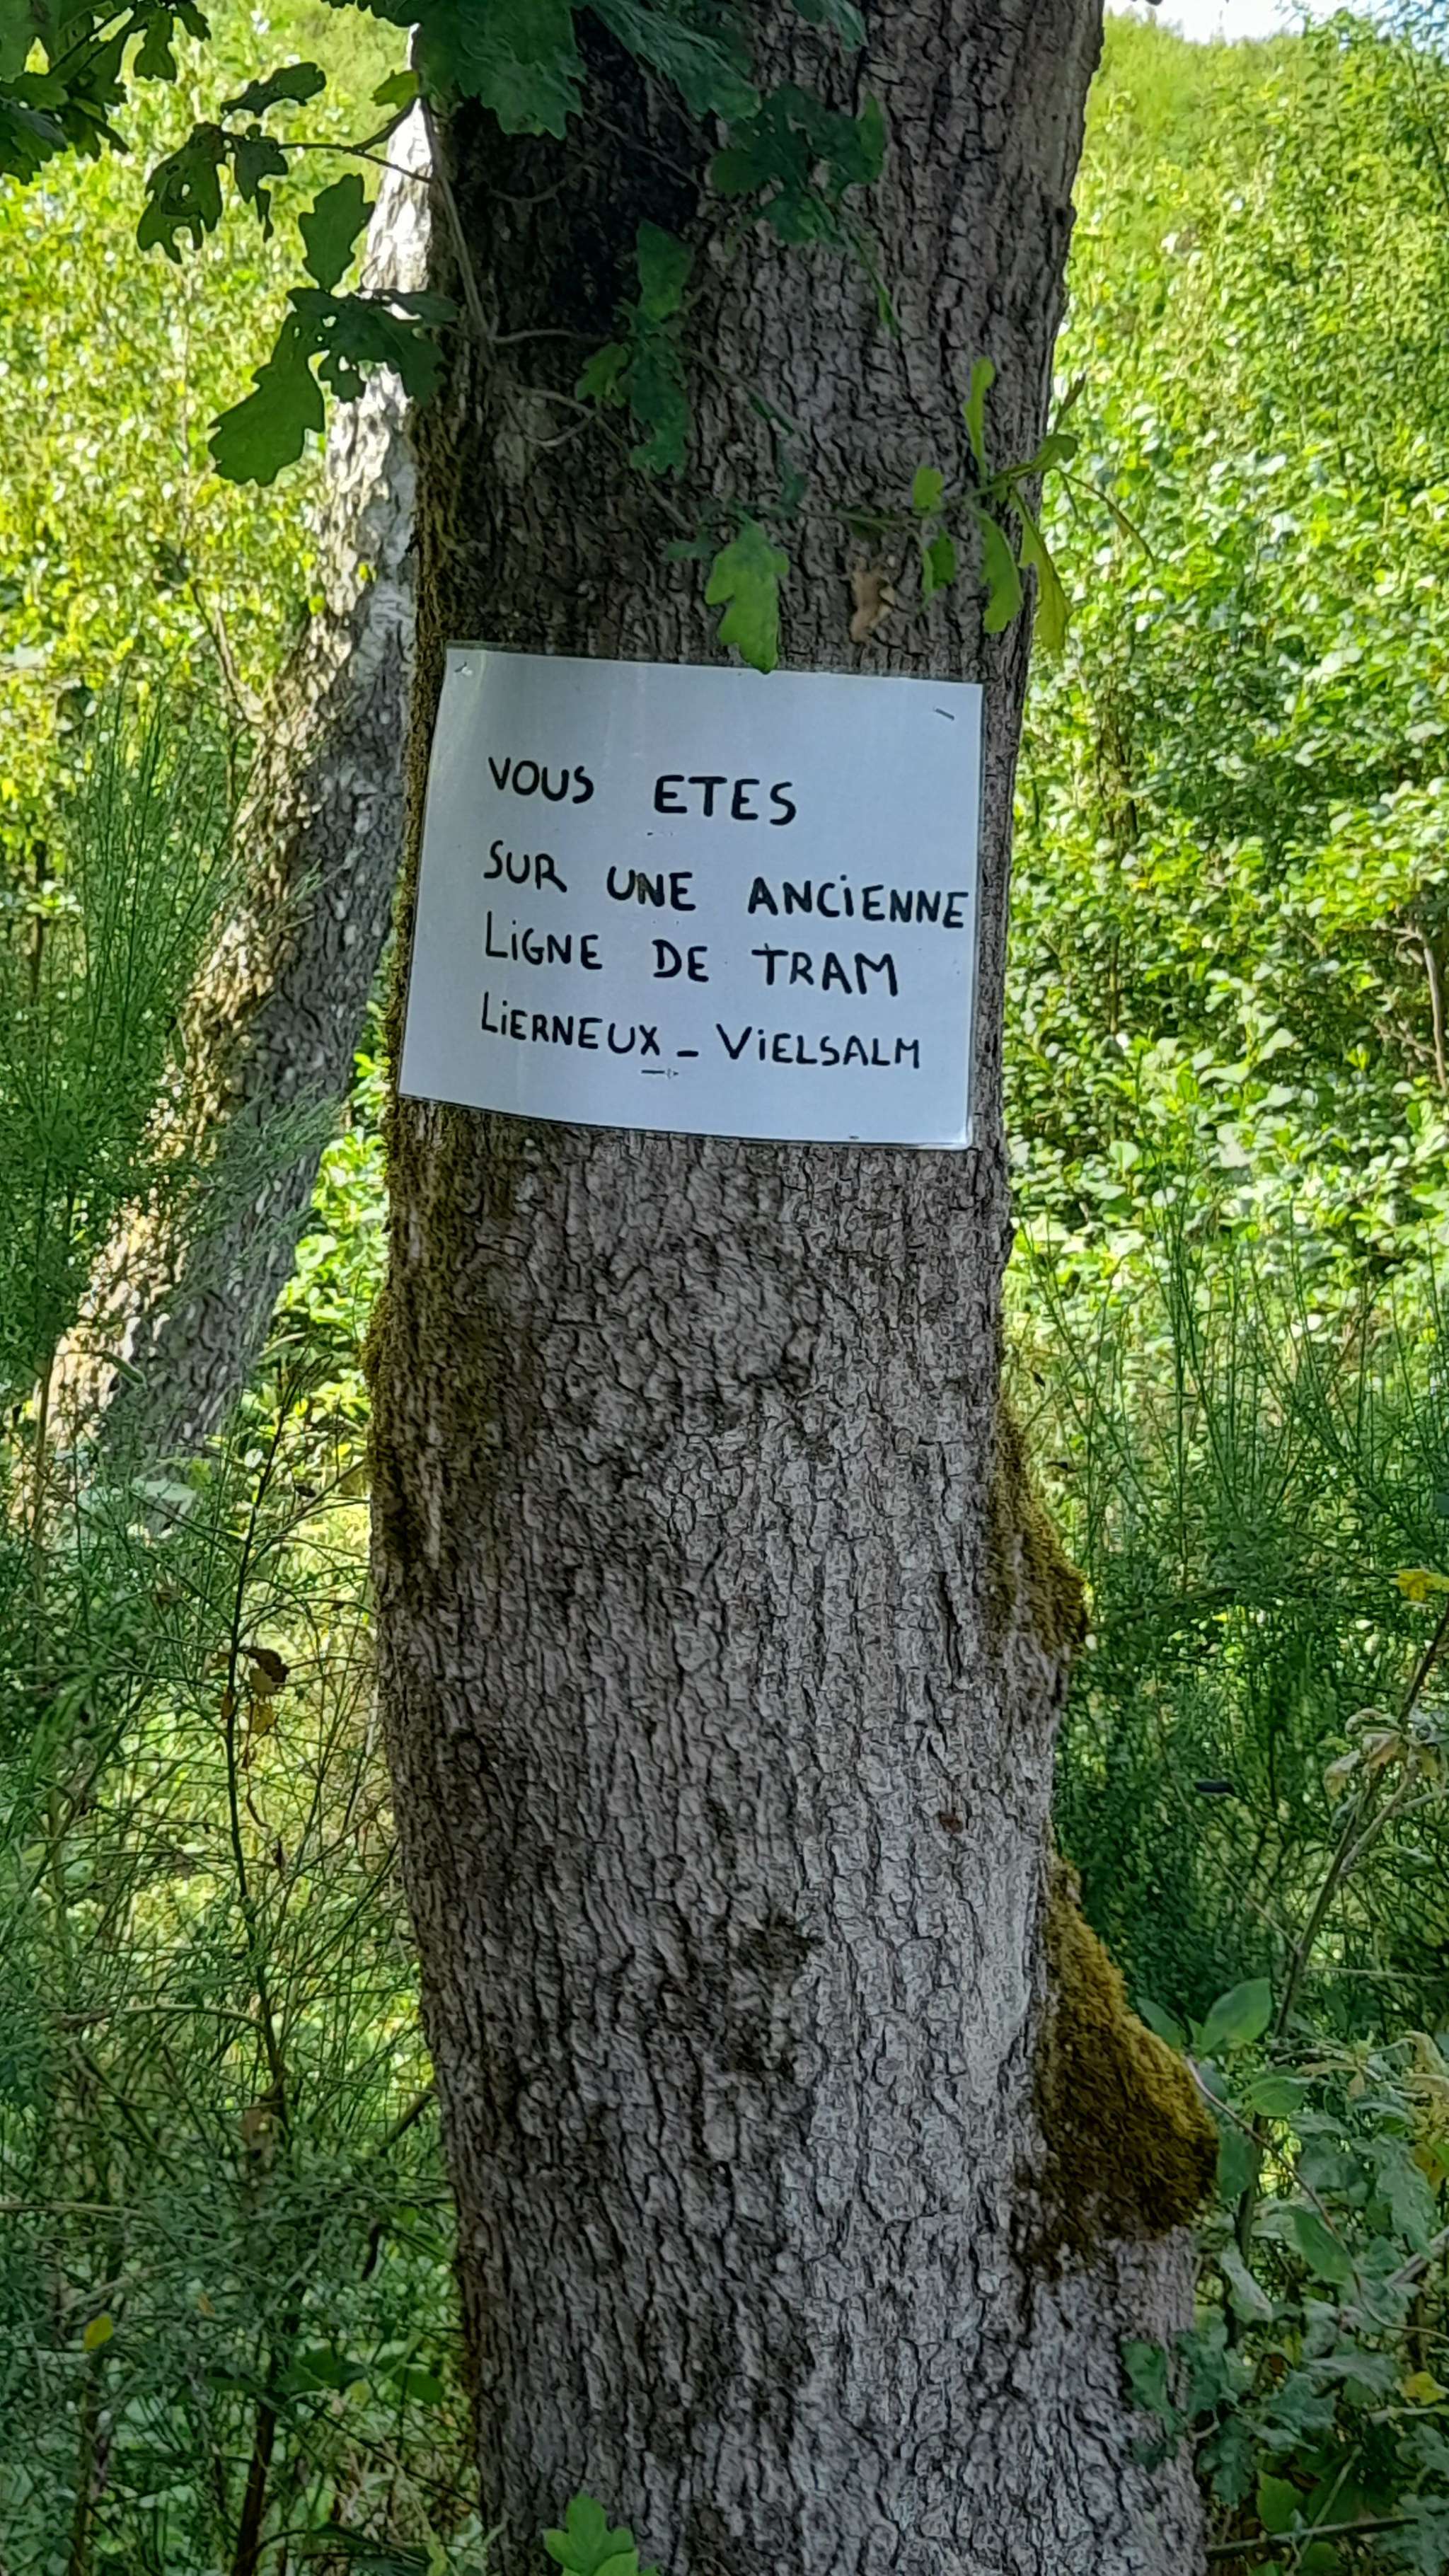 VOUS ETES
SUR UNE ANCIENNE
LIGNE DE TRAM
LIERNEUX - VIELSALM